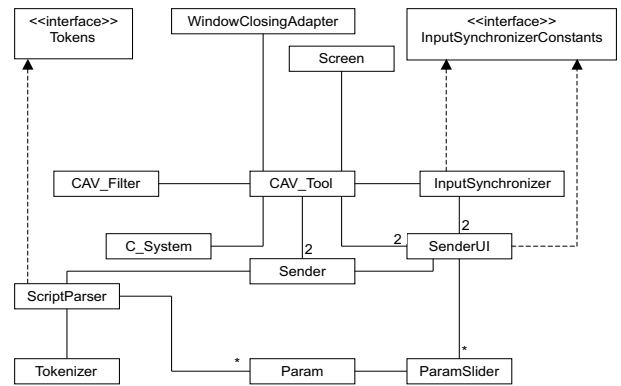 <<interface>>
Tokens
WindowClosingAdapter
<<interface>>
InputSynchronizerConstants
Screen
CAV_Filter
CAV_Tool
InputSynchronizer
2
C_System
2
2
SenderUI
Sender
ScriptParser
*
*
Tokenizer
Param
ParamSlider